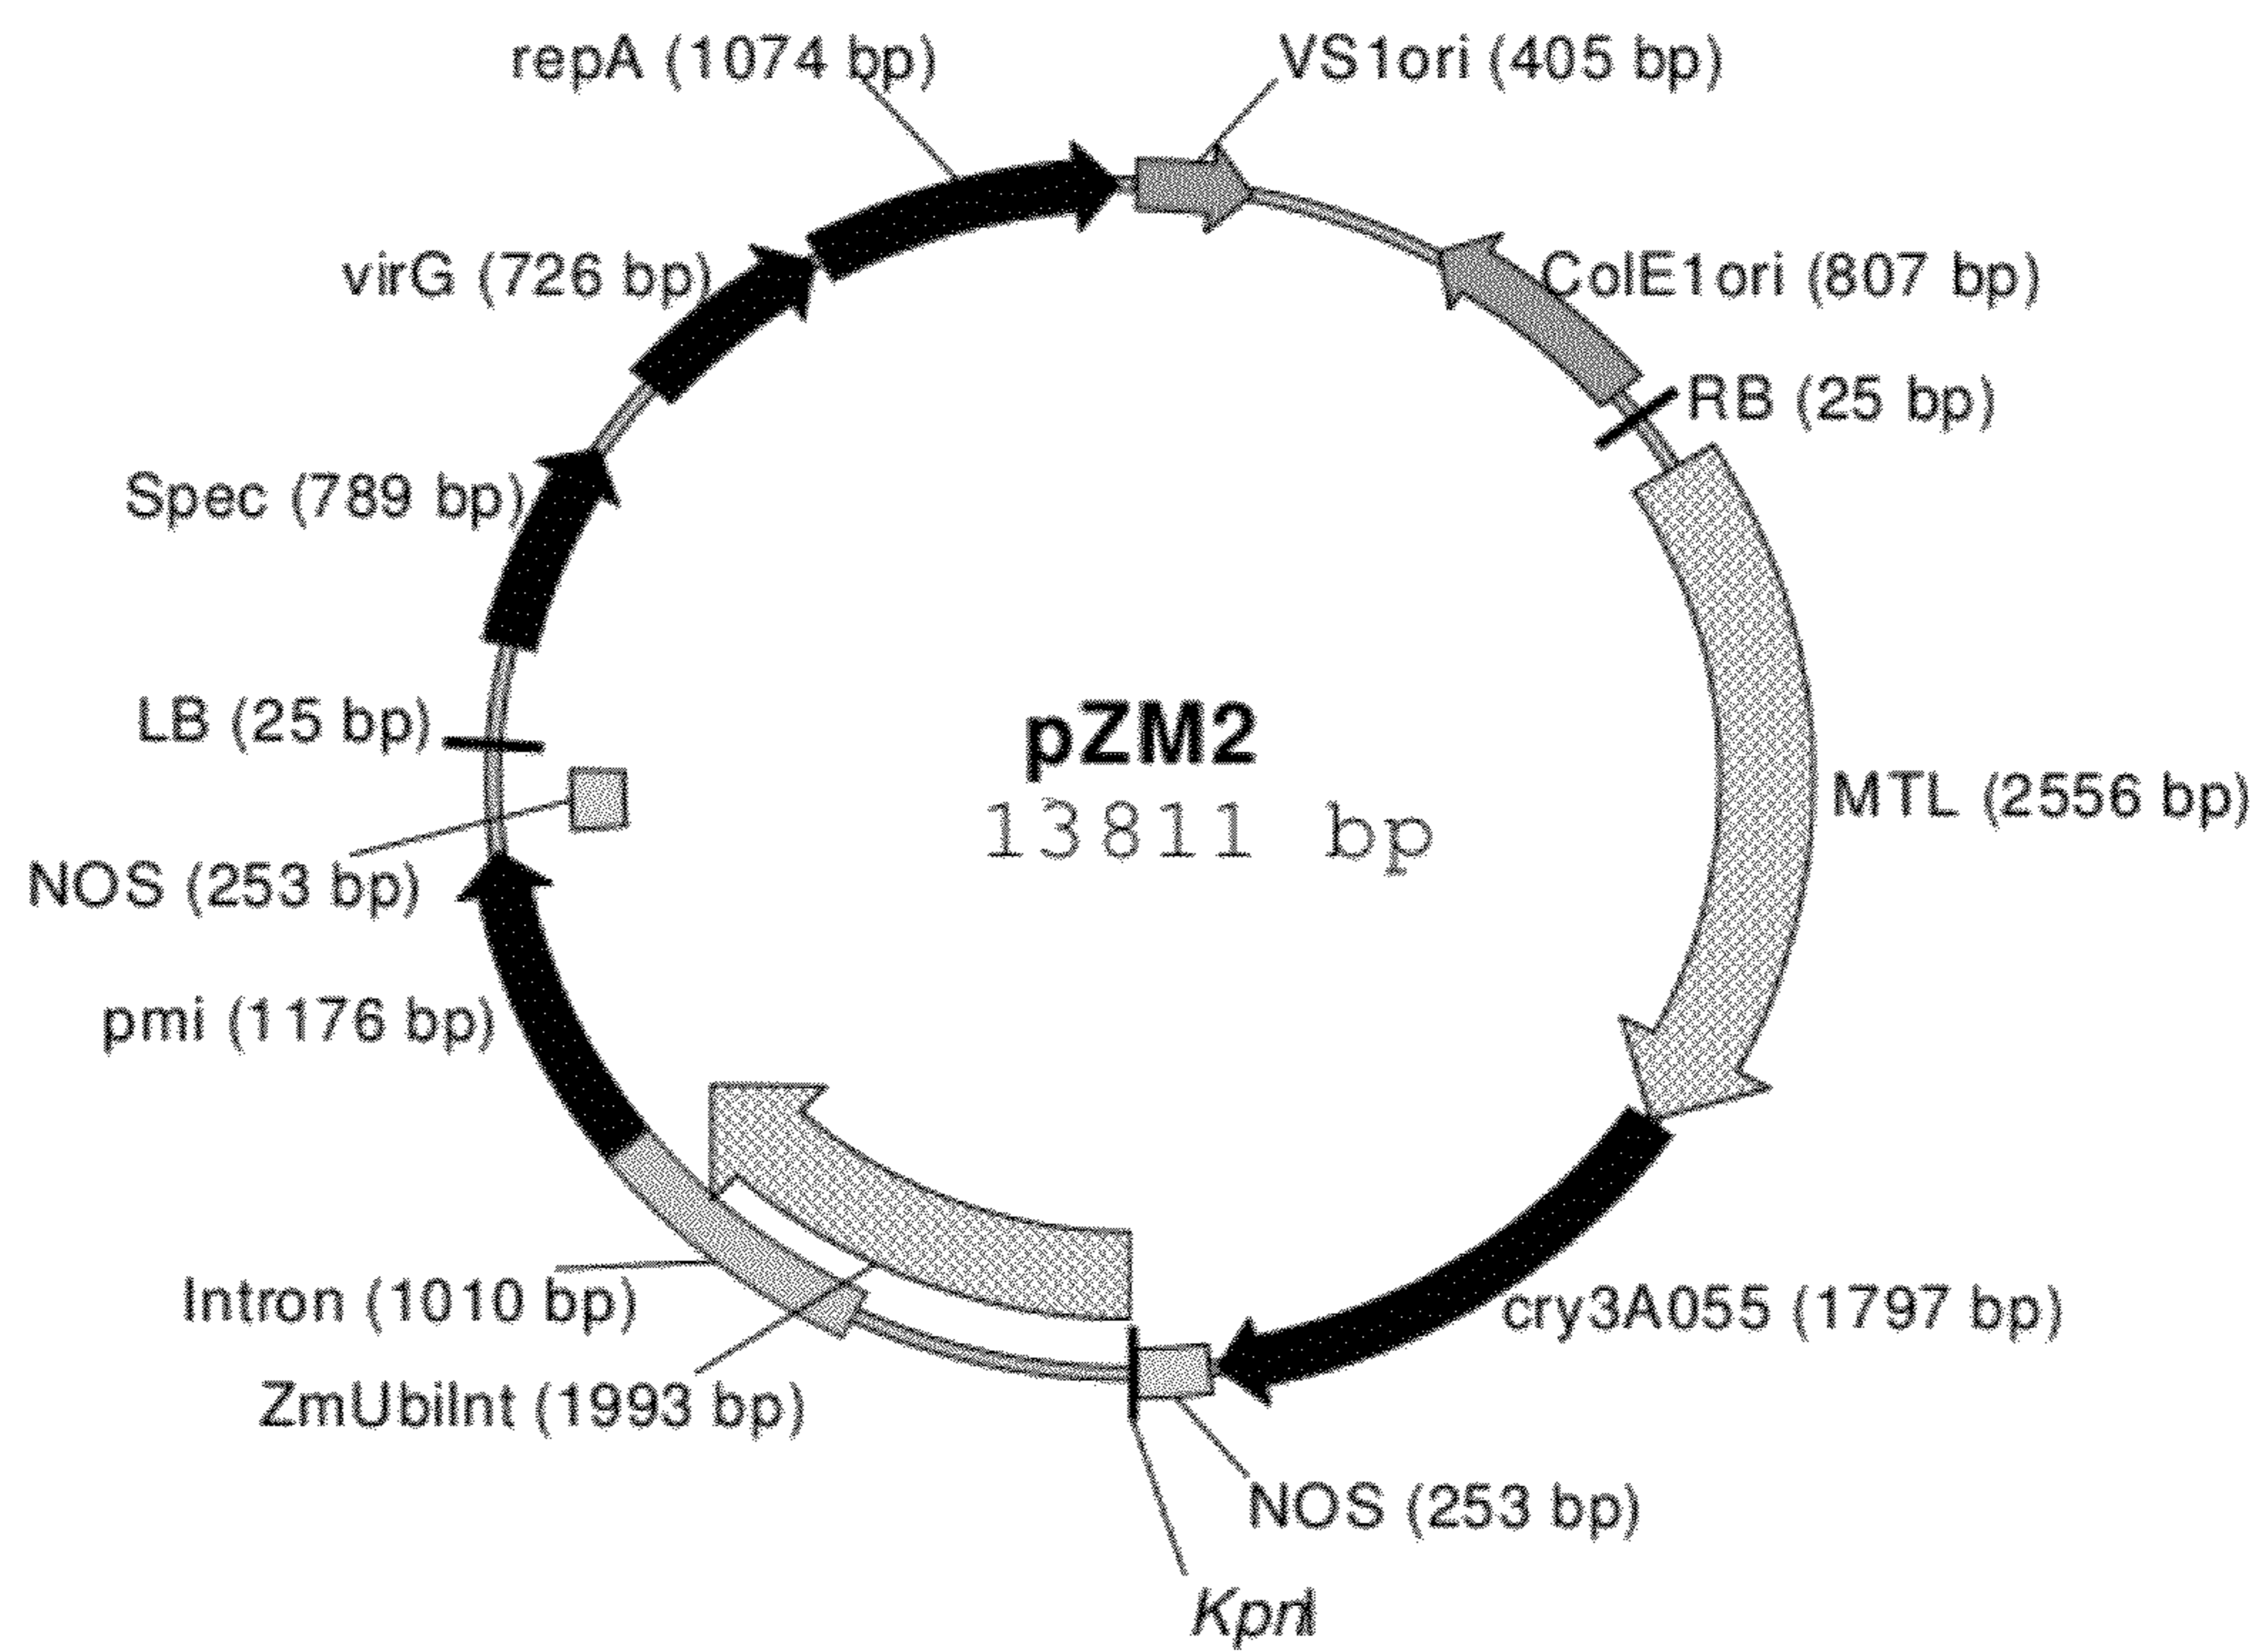 repA (1074 bp)
VS1ori (405 bp)
virG (726 bp)
ColE1ori (807 bp)
RB (25 bp)
Spec (789 bp)
LB (25 bp)
pZM2
13811 bp
MTL (2556 bp)
NOS (253 bp)
pmi (1176 bp)
Intron (1010 bp)
cry3A055 (1797 bp)
ZmUbiInt (1993 bp)
NOS (253 bp)
KpnI